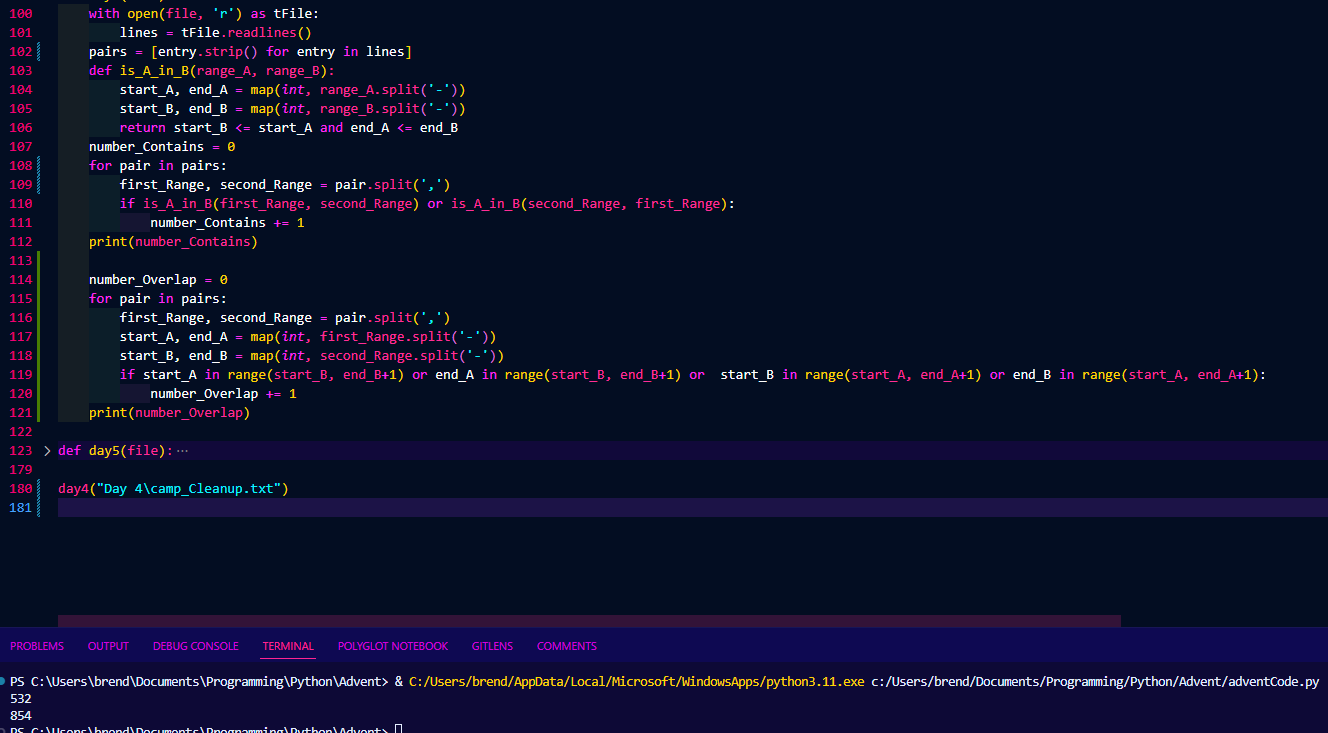 100 with open(file, 'r') as tFile:
101 lines = tFile.readlines()
102 pairs = [entry.strip() for entry in lines]
103 def is_A_in_B(range_A, range_B):
104 start_A, end_A = map(int, range_A.split('-'))
105 start_B, end_B = map(int, range_B.split('-'))
106 return start_B <= start_A and end_A <= end_B
107 number_Contains = 0
108 for pair in pairs:
109 first_Range, second_Range = pair.split(',')
110 if is_A_in_B(first_Range, second_Range) or is_A_in_B(second_Range, first_Range):
111 number_Contains += 1
112 print(number_Contains)
113
114 number_Overlap = 0
115 for pair in pairs:
116 first_Range, second_Range = pair.split(',')
117 start_A, end_A = map(int, first_Range.split('-'))
118 start_B, end_B = map(int, second_Range.split('-'))
119 if start_A in range(start_B, end_B+1) or end_A in range(start_B, end_B+1) or  start_B in range(start_A, end_A+1) or end_B in range(start_A, end_A+1):
120 number_Overlap += 1
121 print(number_Overlap)
122
123 def day5(file):···
179
180 day4("Day 4\camp_Cleanup.txt")
181
PROBLEMS OUTPUT DEBUG CONSOLE TERMINAL POLYGLOT NOTEBOOK GITLENS COMMENTS
PS C:\Users\brend\Documents\Programming\Python\Advent> & C:/Users/brend/AppData/Local/Microsoft/WindowsApps/python3.11.exe c:/Users/brend/Documents/Programming/Python/Advent/adventCode.py
532
854
PS C:\Users\brend\Documents\Programming\Python\Advent>